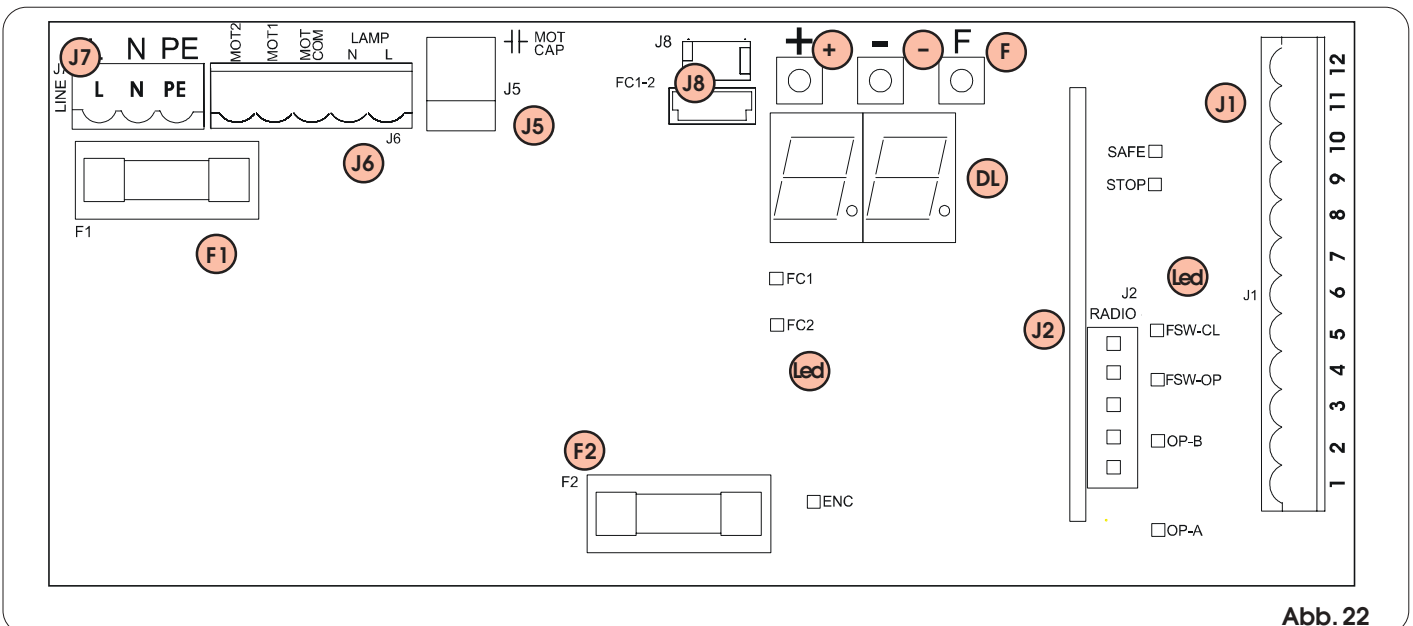 L N PE
J7
LINE
L N PE
MOT2
MOT1
MOT COM
LAMP
N L
J6
J6
MOT CAP
J5
J5
J8
FC1-2
J8
+ - F
+
-
F
DL
J1
12
11
10
9
8
7
6
5
4
3
2
1
J1
SAFE
STOP
F1
F1
FC1
FC2
Led
Led
J2
RADIO
J2
FSW-CL
FSW-OP
OP-B
OP-A
F2
F2
ENC
Abb. 22